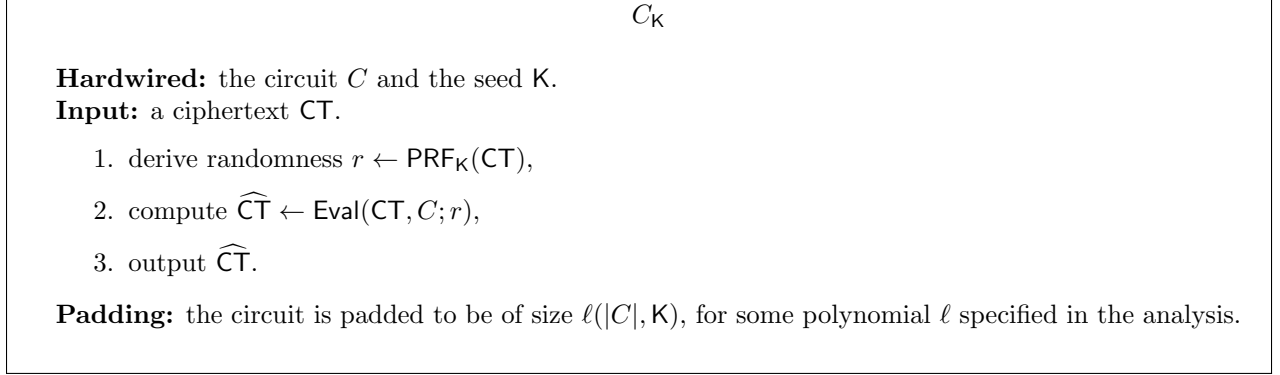 C_K
Hardwired: the circuit C and the seed K.
Input: a ciphertext CT.
1. derive randomness r ← PRF_K(CT),
2. compute \widehat{CT} ← Eval(CT, C; r),
3. output \widehat{CT}.
Padding: the circuit is padded to be of size ℓ(|C|, K), for some polynomial ℓ specified in the analysis.